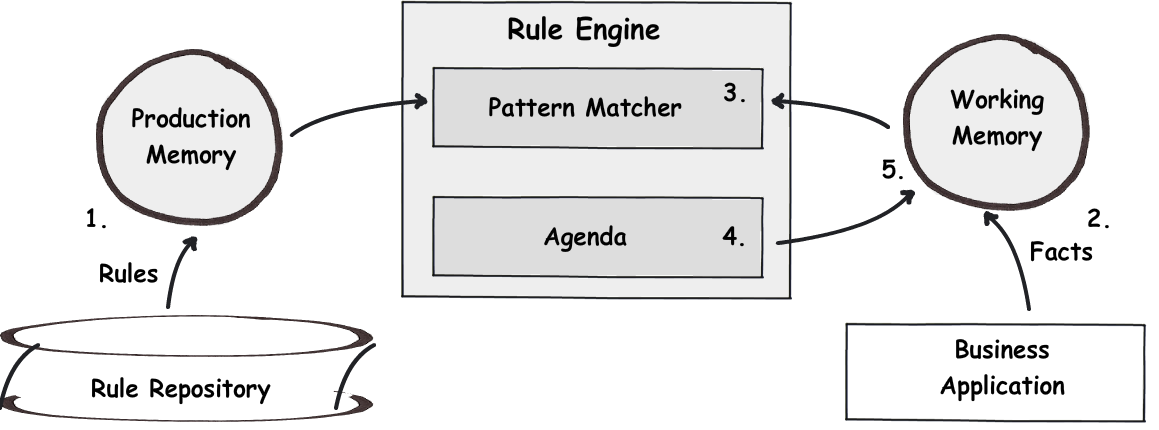 Rule Engine
Production
Memory
Pattern Matcher
3.
Working
Memory
5.
1.
Agenda
4.
2.
Rules
Facts
Rule Repository
Business
Application